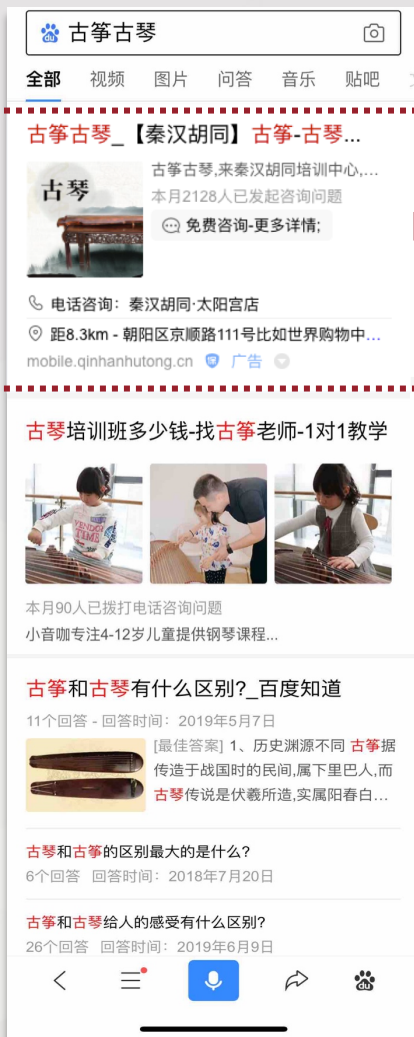 du 古筝古琴
全部 视频 图片 问答 音乐 贴吧
古筝古琴_【秦汉胡同】古筝-古琴...
古琴
古筝古琴,来秦汉胡同培训中心,...
本月2128人已发起咨询问题
免费咨询-更多详情;
电话咨询：秦汉胡同·太阳宫店
距8.3km - 朝阳区京顺路111号比如世界购物中...
mobile.qinhanhutong.cn 广告
古琴培训班多少钱-找古筝老师-1对1教学
VENDOR
TIME
本月90人已拨打电话咨询问题
小音咖专注4-12岁儿童提供钢琴课程...
古筝和古琴有什么区别?_百度知道
11个回答 - 回答时间：2019年5月7日
[最佳答案] 1、历史渊源不同 古筝据
传造于战国时的民间,属下里巴人,而
古琴传说是伏羲所造,实属阳春白...
古琴和古筝的区别最大的是什么?
6个回答 回答时间：2018年7月20日
古筝和古琴给人的感受有什么区别?
26个回答 回答时间：2019年6月9日
du